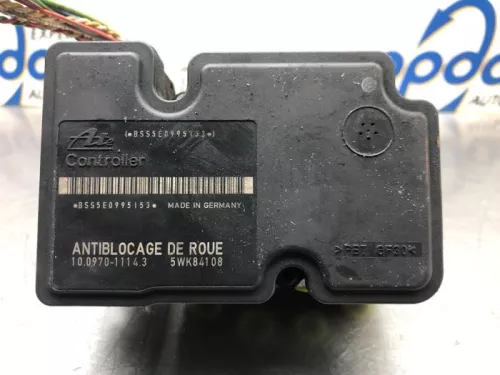 (*BSS5E0995153*)
Ate
Controller
*BSS5E0995153* MADE IN GERMANY
ANTIBLOCAGE DE ROUE
10.0970-1114.3 5WK84108
>PBT GF30<